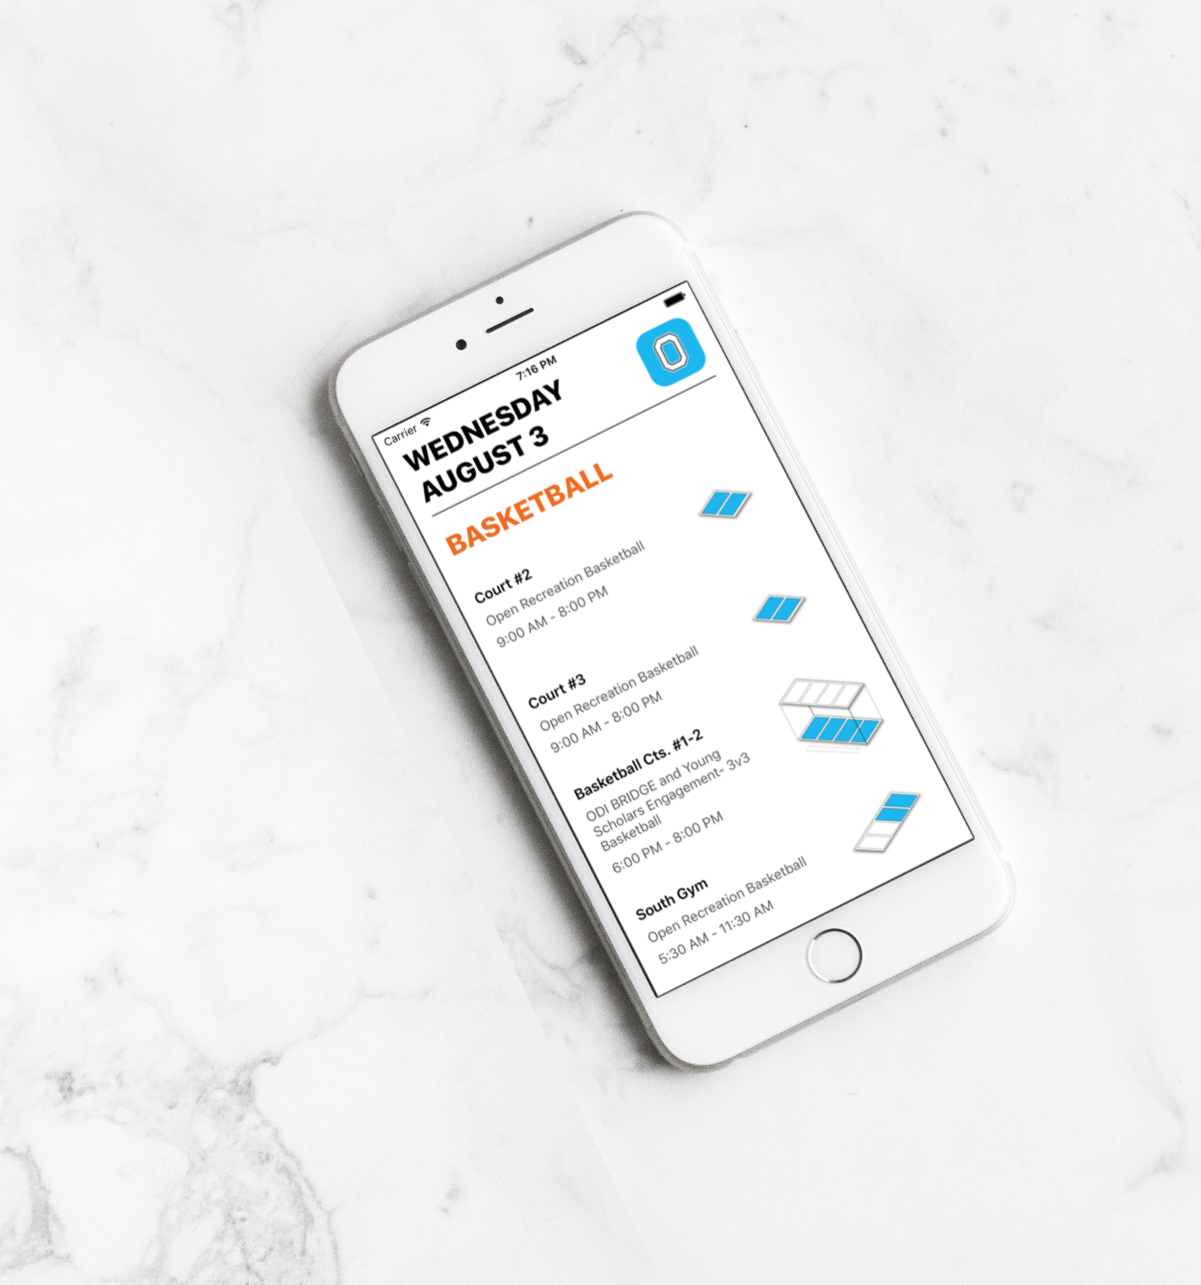 Carrier
7:16 PM
WEDNESDAY
AUGUST 3
BASKETBALL
Court #2
Open Recreation Basketball
9:00 AM - 8:00 PM
Court #3
Open Recreation Basketball
9:00 AM - 8:00 PM
Basketball Cts. #1-2
ODI BRIDGE and Young
Scholars Engagement- 3v3
Basketball
6:00 PM - 8:00 PM
South Gym
Open Recreation Basketball
5:30 AM - 11:30 AM